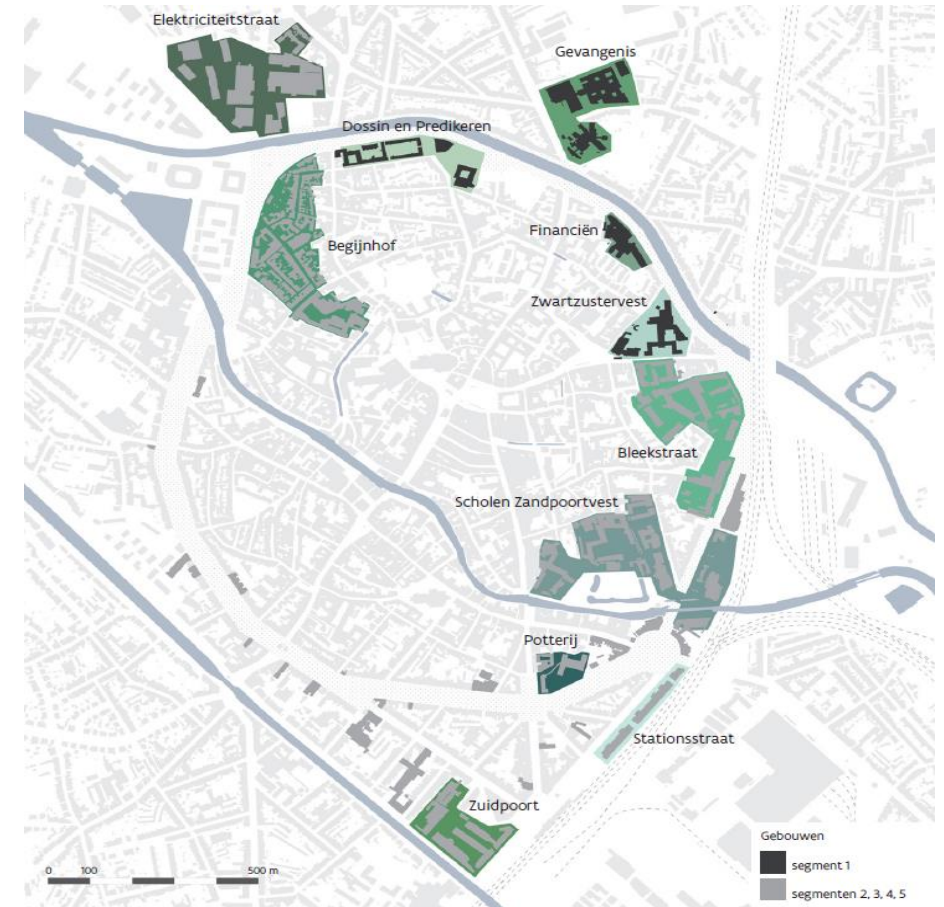 Elektriciteitstraat
Gevangenis
Dossin en Predikeren
Financiën
Begijnhof
Zwartzustervest
Bleekstraat
Scholen Zandpoortvest
Potterij
Stationsstraat
Zuidpoort
Gebouwen
segment 1
segmenten 2, 3, 4, 5
0 100 500 m